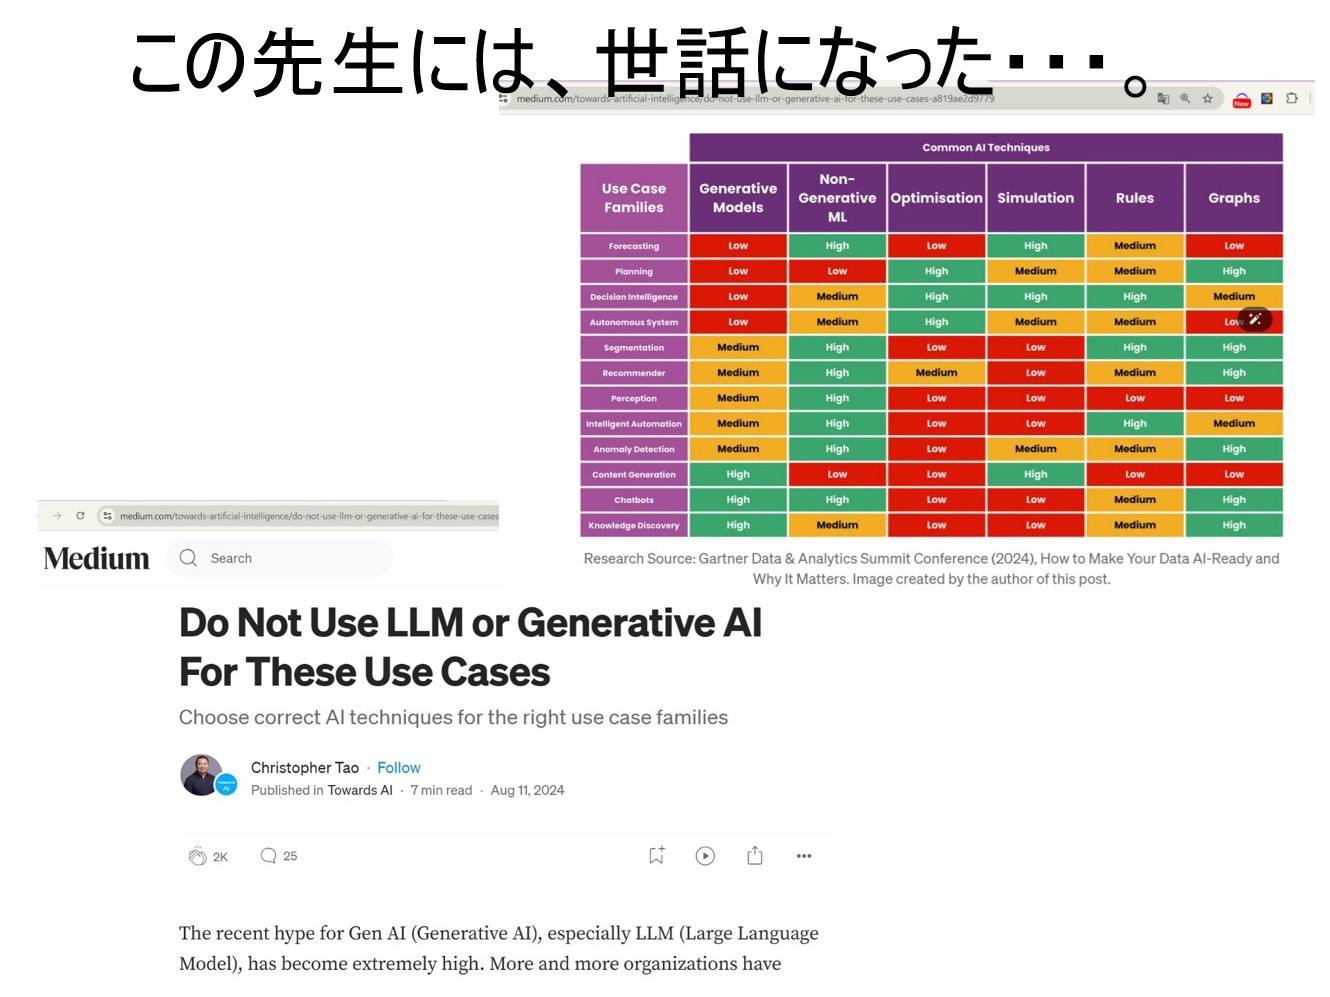 この先生には、世話になった・・・。
medium.com/towards-artificial-intelligence/do-not-use-llm-or-generative-ai-for-these-use-cases-a819ae2d9779
New
Common AI Techniques
Use Case Families Generative Models Non-Generative ML Optimisation Simulation Rules Graphs
Forecasting Low High Low High Medium Low
Planning Low Low High Medium Medium High
Decision Intelligence Low Medium High High High Medium
Autonomous System Low Medium High Medium Medium Low
Segmentation Medium High Low Low High High
Recommender Medium High Medium Low Medium High
Perception Medium High Low Low Low Low
Intelligent Automation Medium High Low Low High Medium
Anomaly Detection Medium High Low Medium Medium High
Content Generation High Low Low High Low Low
Chatbots High High Low Low Medium High
Knowledge Discovery High Medium Low Low Medium High
Research Source: Gartner Data & Analytics Summit Conference (2024), How to Make Your Data AI-Ready and
Why It Matters. Image created by the author of this post.
medium.com/towards-artificial-intelligence/do-not-use-llm-or-generative-ai-for-these-use-cases
Medium Search
Do Not Use LLM or Generative AI
For These Use Cases
Choose correct AI techniques for the right use case families
Christopher Tao · Follow
Published in Towards AI · 7 min read · Aug 11, 2024
2K 25
The recent hype for Gen AI (Generative AI), especially LLM (Large Language
Model), has become extremely high. More and more organizations have